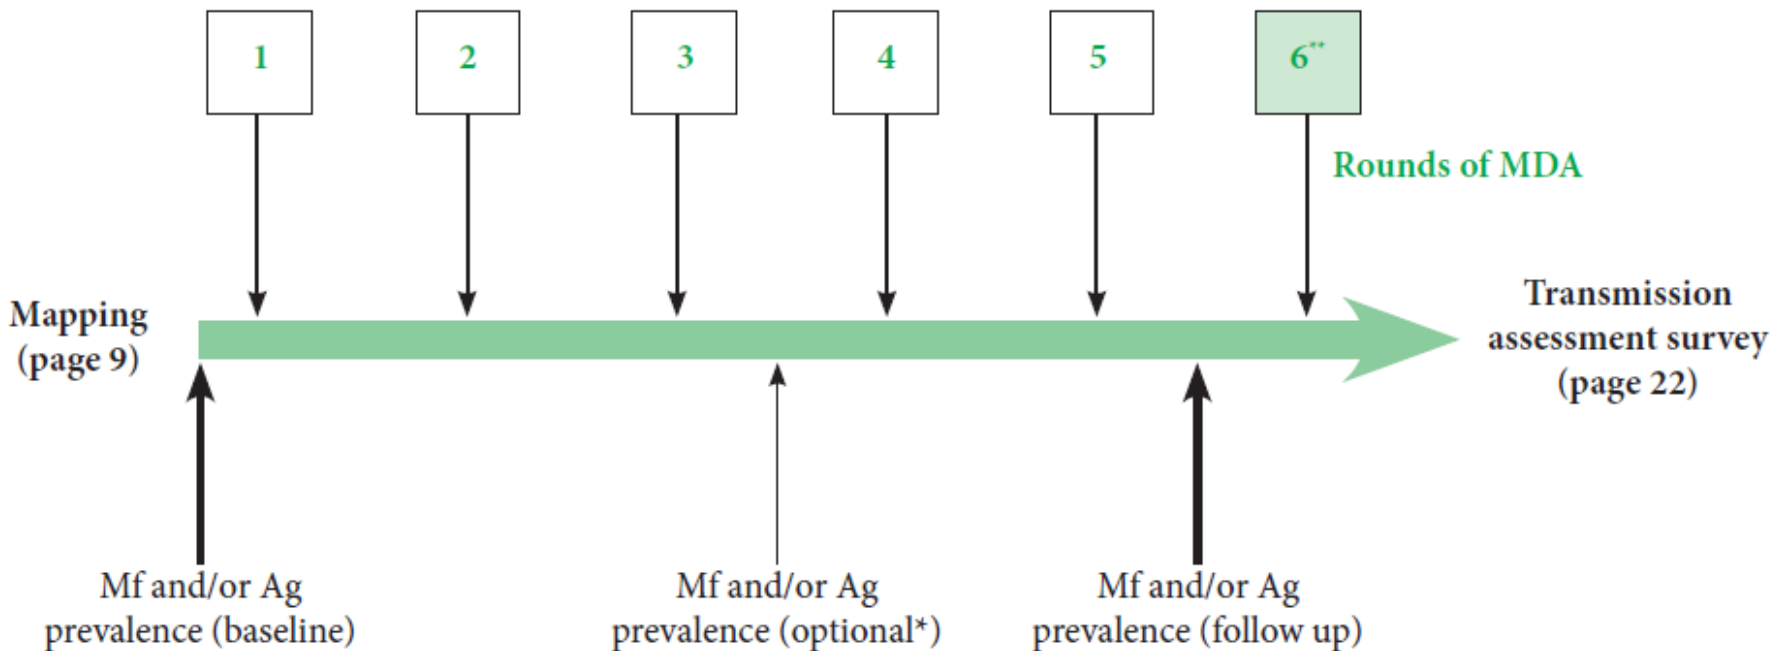 1
2
3
4
5
6**
Rounds of MDA
Mapping
(page 9)
Transmission
assessment survey
(page 22)
Mf and/or Ag
prevalence (baseline)
Mf and/or Ag
prevalence (optional*)
Mf and/or Ag
prevalence (follow up)